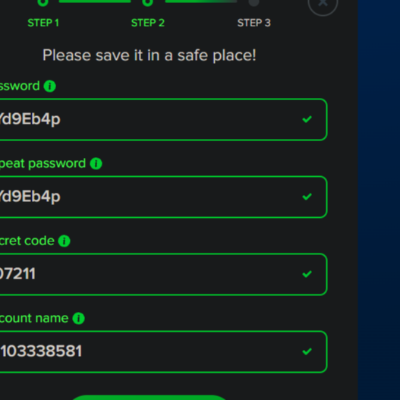 STEP 1 STEP 2 STEP 3
Please save it in a safe place!
ssword
Yd9Eb4p
peat password
Yd9Eb4p
cret code
07211
count name
103338581